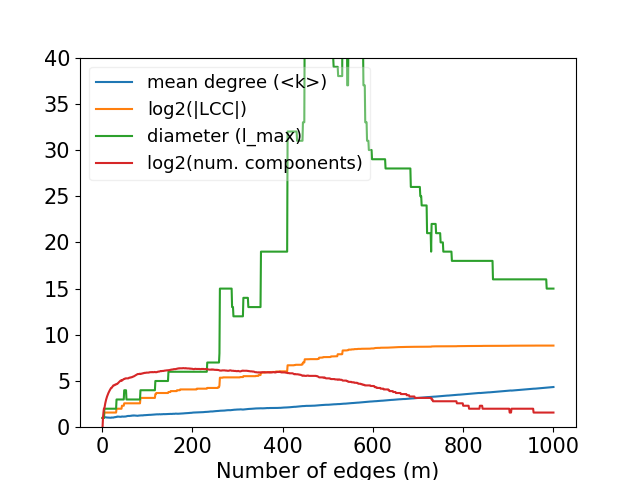 40
35
30
25
20
15
10
5
0
mean degree (<k>)
log2(|LCC|)
diameter (l_max)
log2(num. components)
0 200 400 600 800 1000
Number of edges (m)